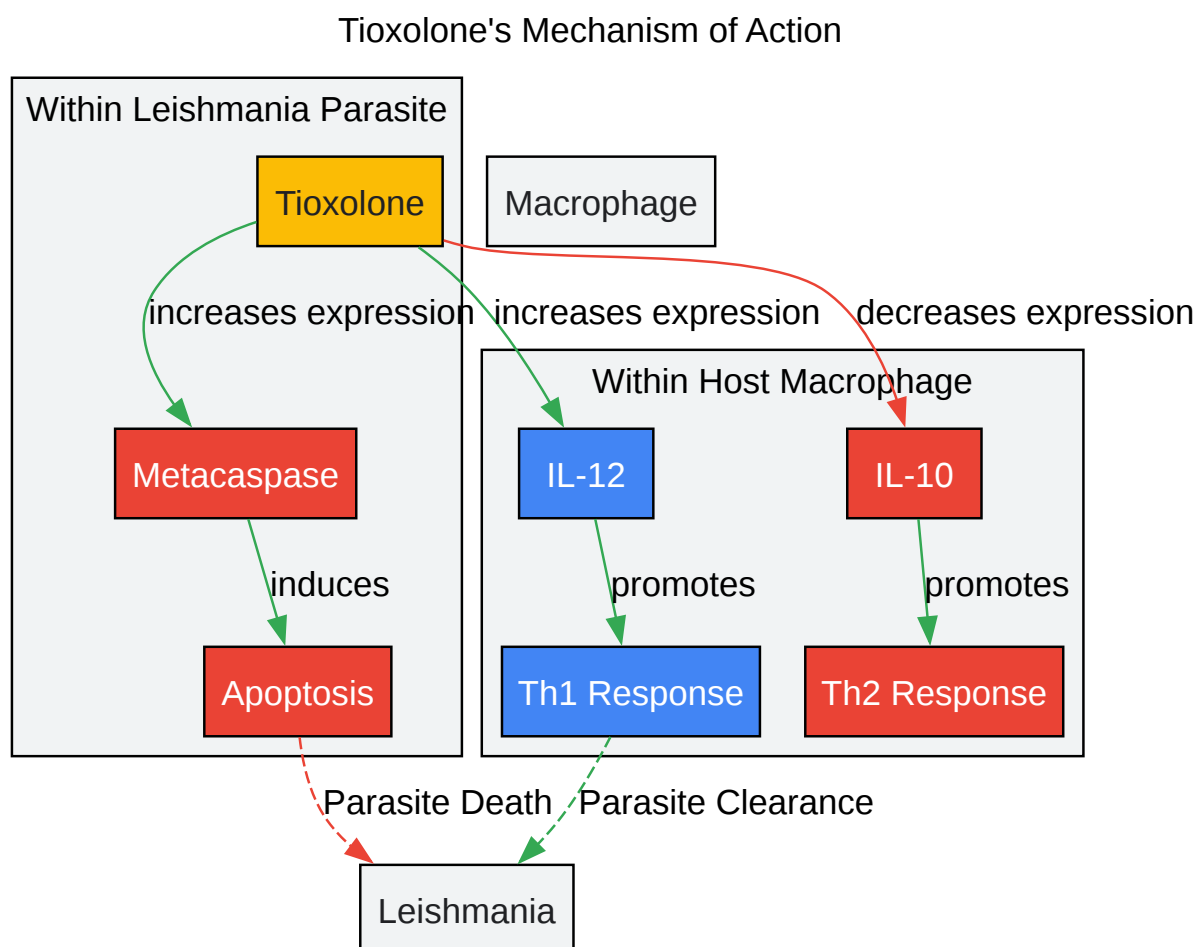 Tioxolone's Mechanism of Action
Within Leishmania Parasite
Tioxolone
Macrophage
increases expression
increases expression
decreases expression
Within Host Macrophage
Metacaspase
IL-12
IL-10
induces
promotes
promotes
Apoptosis
Th1 Response
Th2 Response
Parasite Death
Parasite Clearance
Leishmania